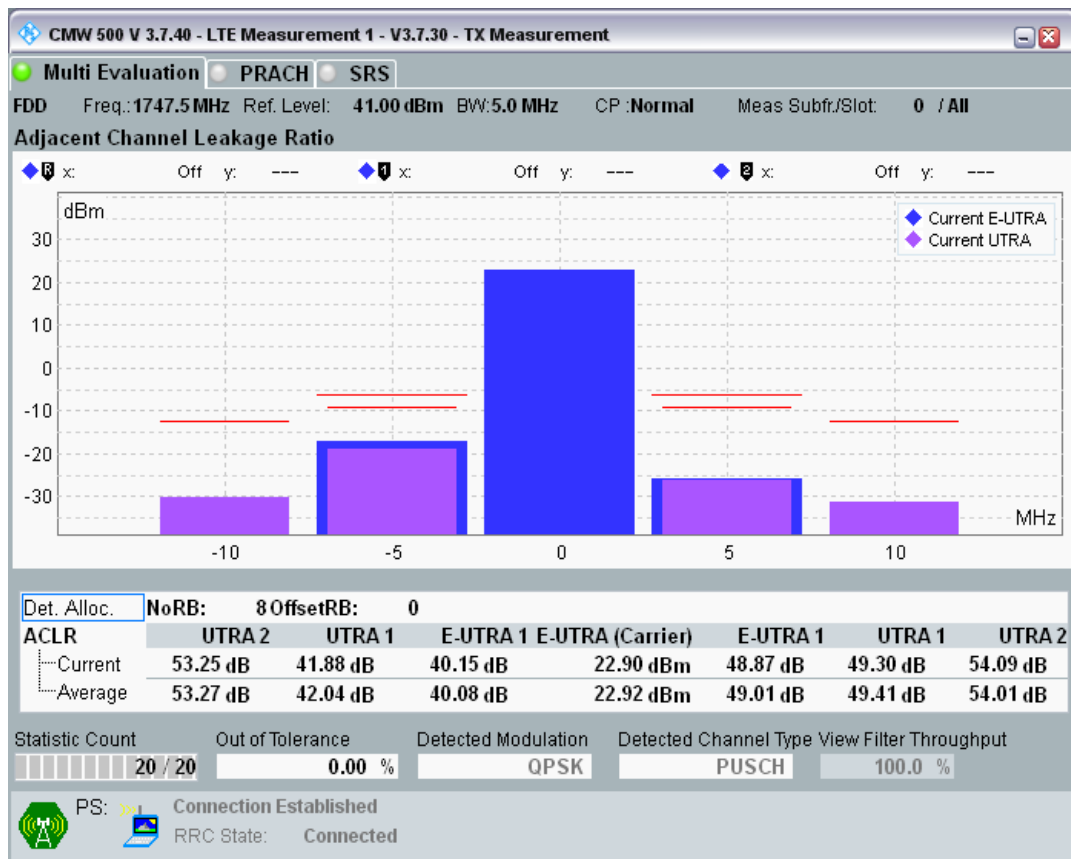 CMW 500 V 3.7.40 - LTE Measurement 1 - V3.7.30 - TX Measurement
Multi Evaluation PRACH SRS
FDD Freq.:1747.5 MHz Ref. Level: 41.00 dBm BW:5.0 MHz CP :Normal Meas Subfr./Slot: 0 / All
Adjacent Channel Leakage Ratio
R x: Off y: --- 1 x: Off y: --- 2 x: Off y: ---
dBm
Current E-UTRA
Current UTRA
30
20
10
0
-10
-20
-30
MHz
-10 -5 0 5 10
Det. Alloc. NoRB: 8 OffsetRB: 0
ACLR UTRA 2 UTRA 1 E-UTRA 1 E-UTRA (Carrier) E-UTRA 1 UTRA 1 UTRA 2
Current 53.25 dB 41.88 dB 40.15 dB 22.90 dBm 48.87 dB 49.30 dB 54.09 dB
Average 53.27 dB 42.04 dB 40.08 dB 22.92 dBm 49.01 dB 49.41 dB 54.01 dB
Statistic Count Out of Tolerance Detected Modulation Detected Channel Type View Filter Throughput
20 / 20 0.00 % QPSK PUSCH 100.0 %
PS: Connection Established
RRC State: Connected